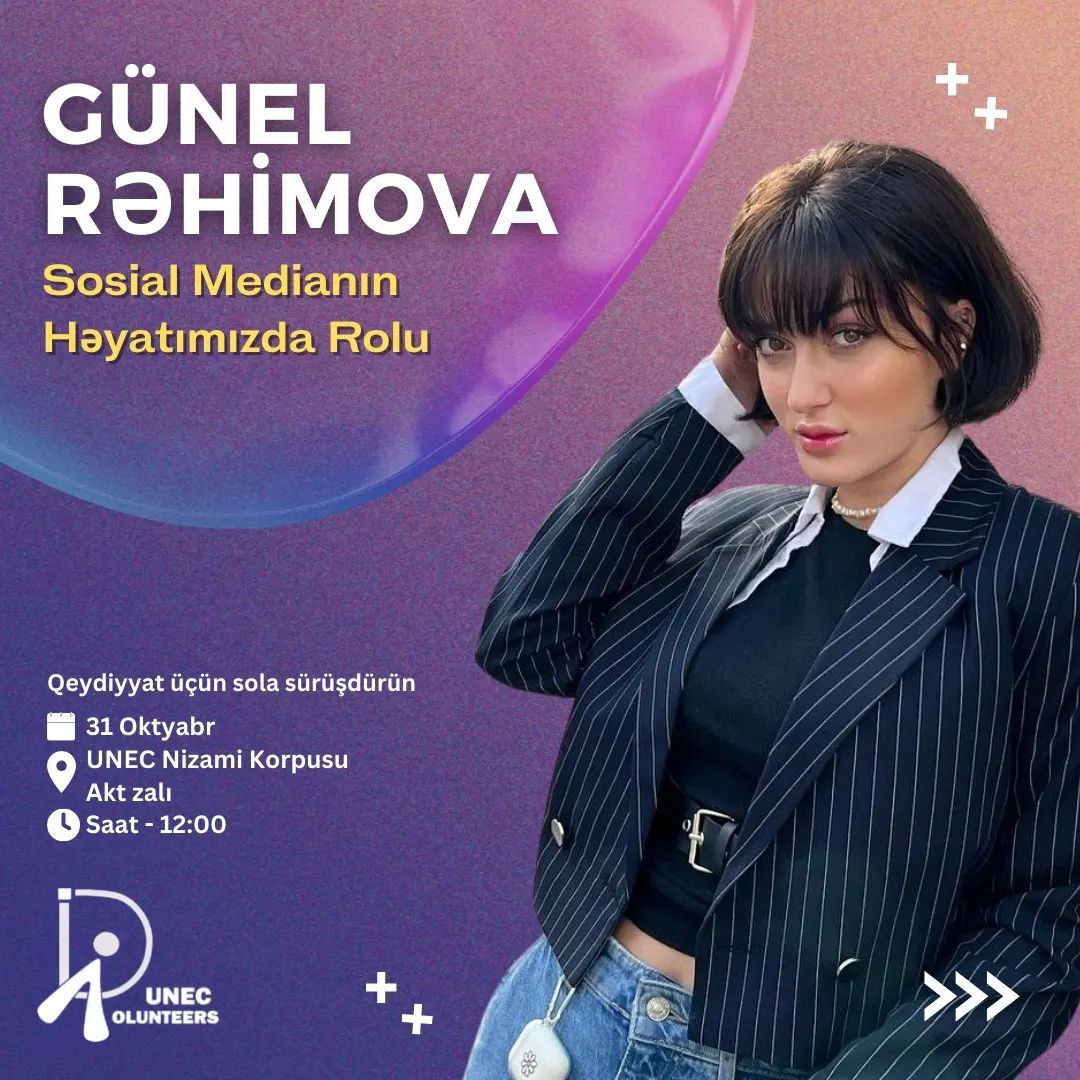 GÜNEL
RƏHİMOVA
Sosial Medianın
Həyatımızda Rolu
Qeydiyyat üçün sola sürüşdürün
31 Oktyabr
UNEC Nizami Korpusu
Akt zalı
Saat - 12:00
UNEC
OLUNTEERS